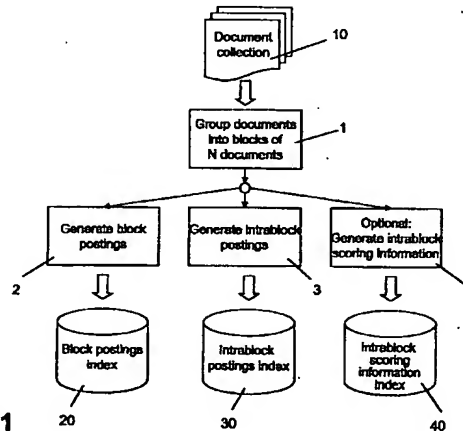 Document
collection
10
Group documents
into blocks of
N documents
1
Generate block
postings
2
Generate intrablock
postings
3
Optional:
Generate intrablock
scoring information
Block postings
index
20
Intrablock
postings index
30
Intrablock
scoring
information
index
40
1